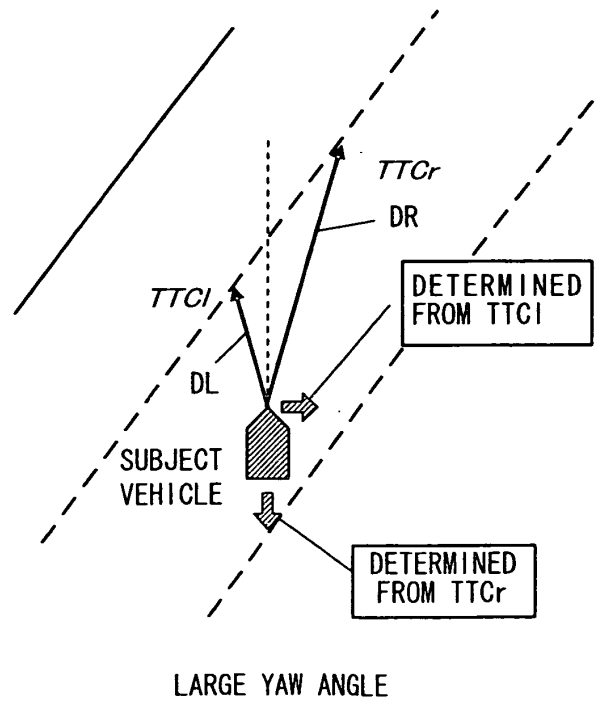 TTCr
DR
DETERMINED
FROM TTCl
TTCl
DL
SUBJECT
VEHICLE
DETERMINED
FROM TTCr
LARGE YAW ANGLE